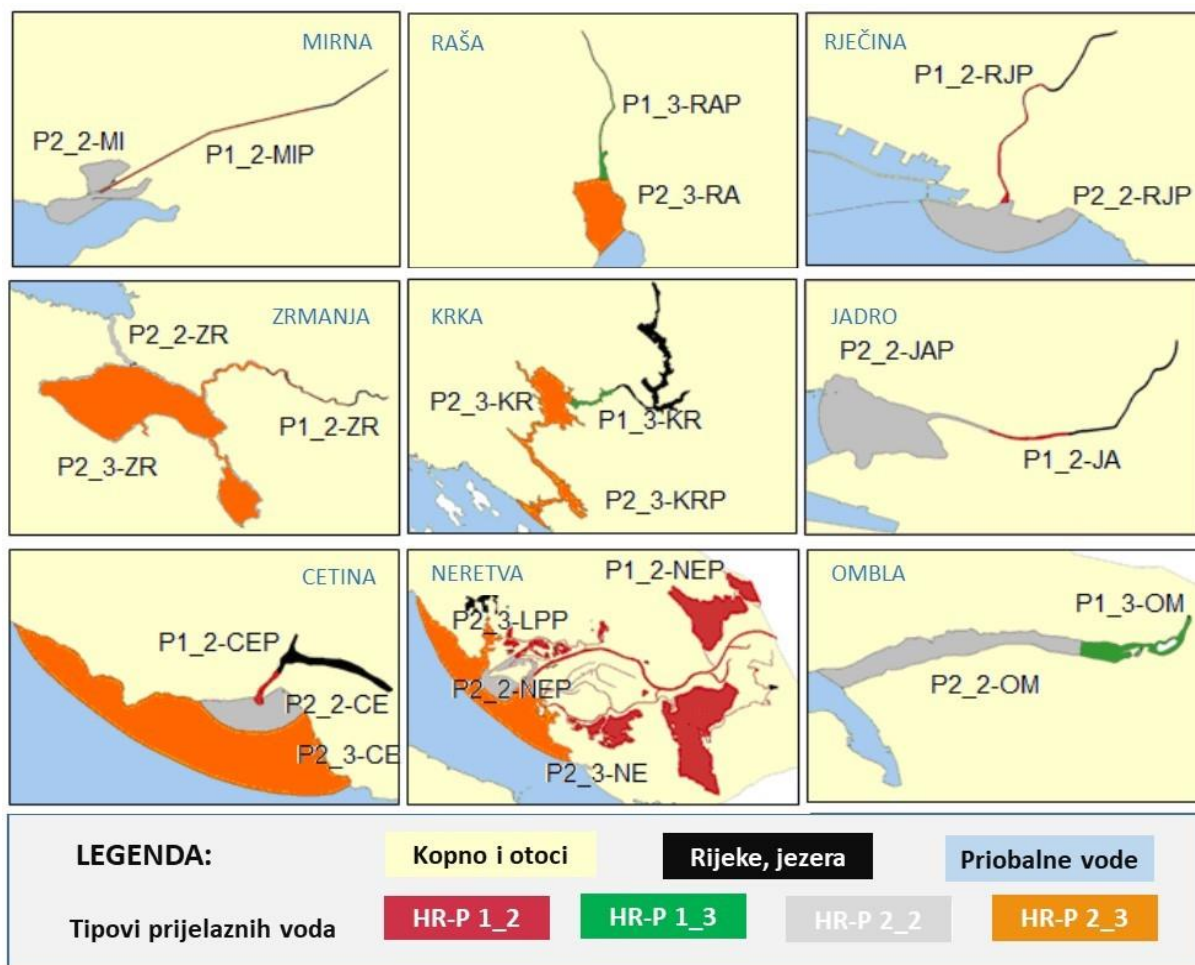 MIRNA
P2_2-MI
P1_2-MIP
RAŠA
P1_3-RAP
P2_3-RA
RJEČINA
P1_2-RJP
P2_2-RJP
ZRMANJA
P2_2-ZR
P1_2-ZR
P2_3-ZR
KRKA
P2_3-KR
P1_3-KR
P2_3-KRP
JADRO
P2_2-JAP
P1_2-JA
CETINA
P1_2-CEP
P2_2-CE
P2_3-CE
NERETVA
P1_2-NEP
P2_3-LPP
P2_2-NEP
P2_3-NE
OMBLA
P1_3-OM
P2_2-OM
LEGENDA:
Kopno i otoci
Rijeke, jezera
Priobalne vode
Tipovi prijelaznih voda
HR-P 1_2
HR-P 1_3
HR-P 2_2
HR-P 2_3